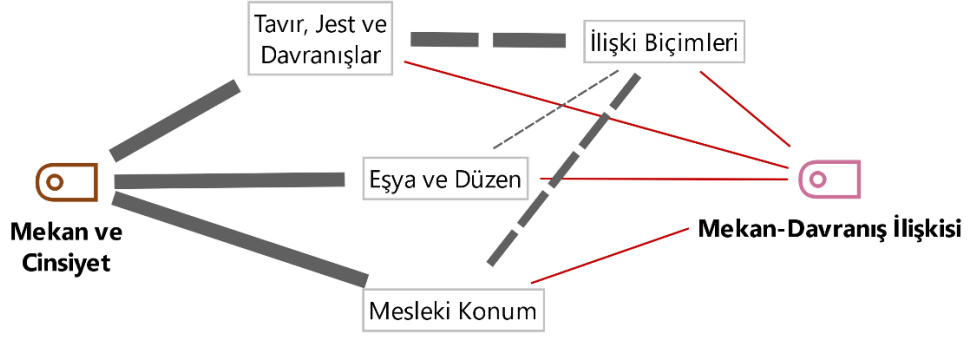 Tavır, Jest ve
Davranışlar
İlişki Biçimleri
Eşya ve Düzen
Mekan ve
Cinsiyet
Mekan-Davranış İlişkisi
Mesleki Konum